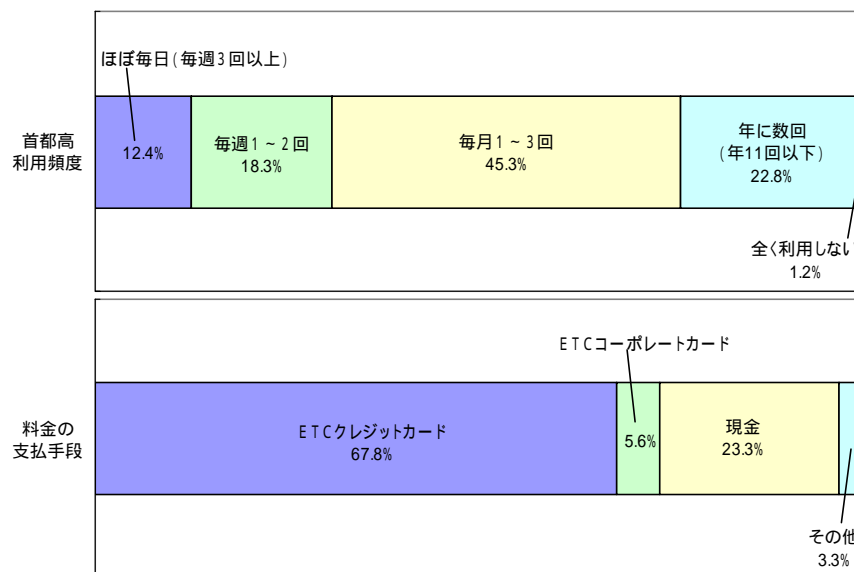 ほぼ毎日(毎週3回以上)
首都高
利用頻度
12.4%
毎週1~2回
18.3%
毎月1~3回
45.3%
年に数回
(年11回以下)
22.8%
全く利用しない
1.2%
ETCコーポレートカード
料金の
支払手段
ETCクレジットカード
67.8%
5.6%
現金
23.3%
その他
3.3%